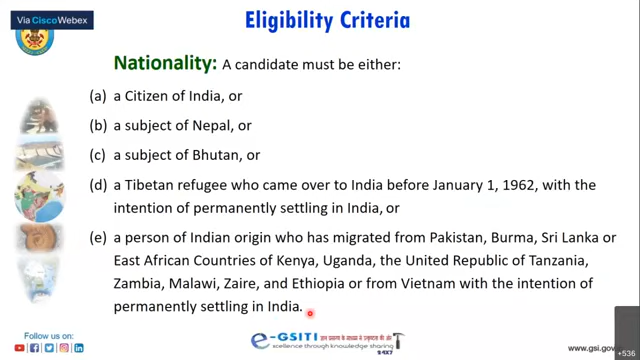 Via Cisco Webex
Eligibility Criteria
Nationality: A candidate must be either:
(a) a Citizen of India, or
(b) a subject of Nepal, or
(c) a subject of Bhutan, or
(d) a Tibetan refugee who came over to India before January 1, 1962, with the
intention of permanently settling in India, or
(e) a person of Indian origin who has migrated from Pakistan, Burma, Sri Lanka or
East African Countries of Kenya, Uganda, the United Republic of Tanzania,
Zambia, Malawi, Zaire, and Ethiopia or from Vietnam with the intention of
permanently settling in India.
Follow us on:
e-GSITI
excellence through knowledge sharing
www.gsi.gov
+536